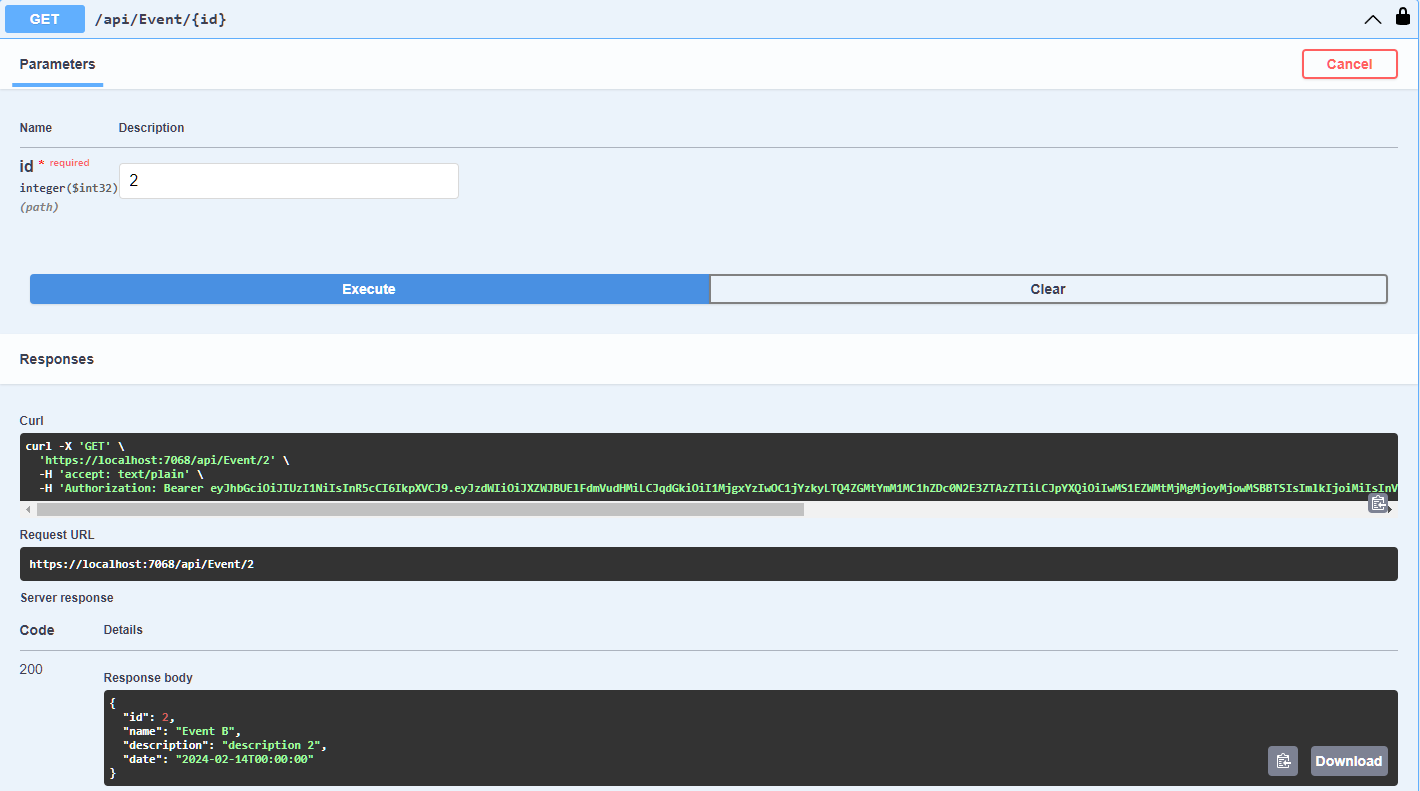 GET /api/Event/{id}
Parameters
Cancel
Name Description
id * required
integer($int32)
(path)
2
Execute Clear
Responses
Curl
curl -X 'GET' \
'https://localhost:7068/api/Event/2' \
-H 'accept: text/plain' \
-H 'Authorization: Bearer eyJhbGciOiJIUzI1NiIsInR5cCI6IkpXVCJ9.eyJzdWIiOiJXZWJBUElFdmVudHMiLCJqdGkiOiI1MjgxYzIwOC1jYzkyLTQ4ZGMtYmM1MC1hZDc0N2E3ZTAzZTIiLCJpYXQiOiIwMS1EZWMtMjMgMjoyMjowMSBBTSIsImlkIjoiMiIsInV
Request URL
https://localhost:7068/api/Event/2
Server response
Code Details
200
Response body
{
"id": 2,
"name": "Event B",
"description": "description 2",
"date": "2024-02-14T00:00:00"
}
Download